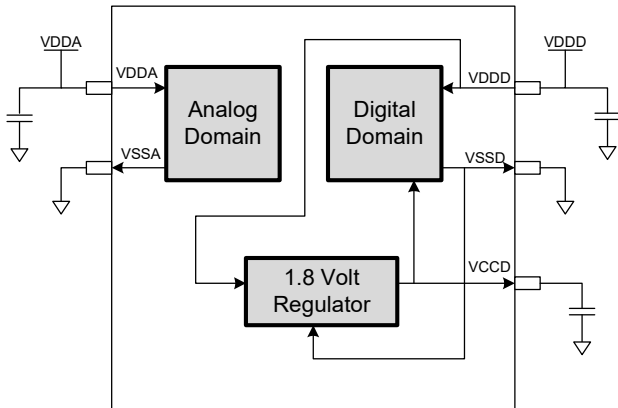 VDDA
VDDD
VDDA
VDDD
Analog
Domain
Digital
Domain
VSSA
VSSD
1.8 Volt
Regulator
VCCD